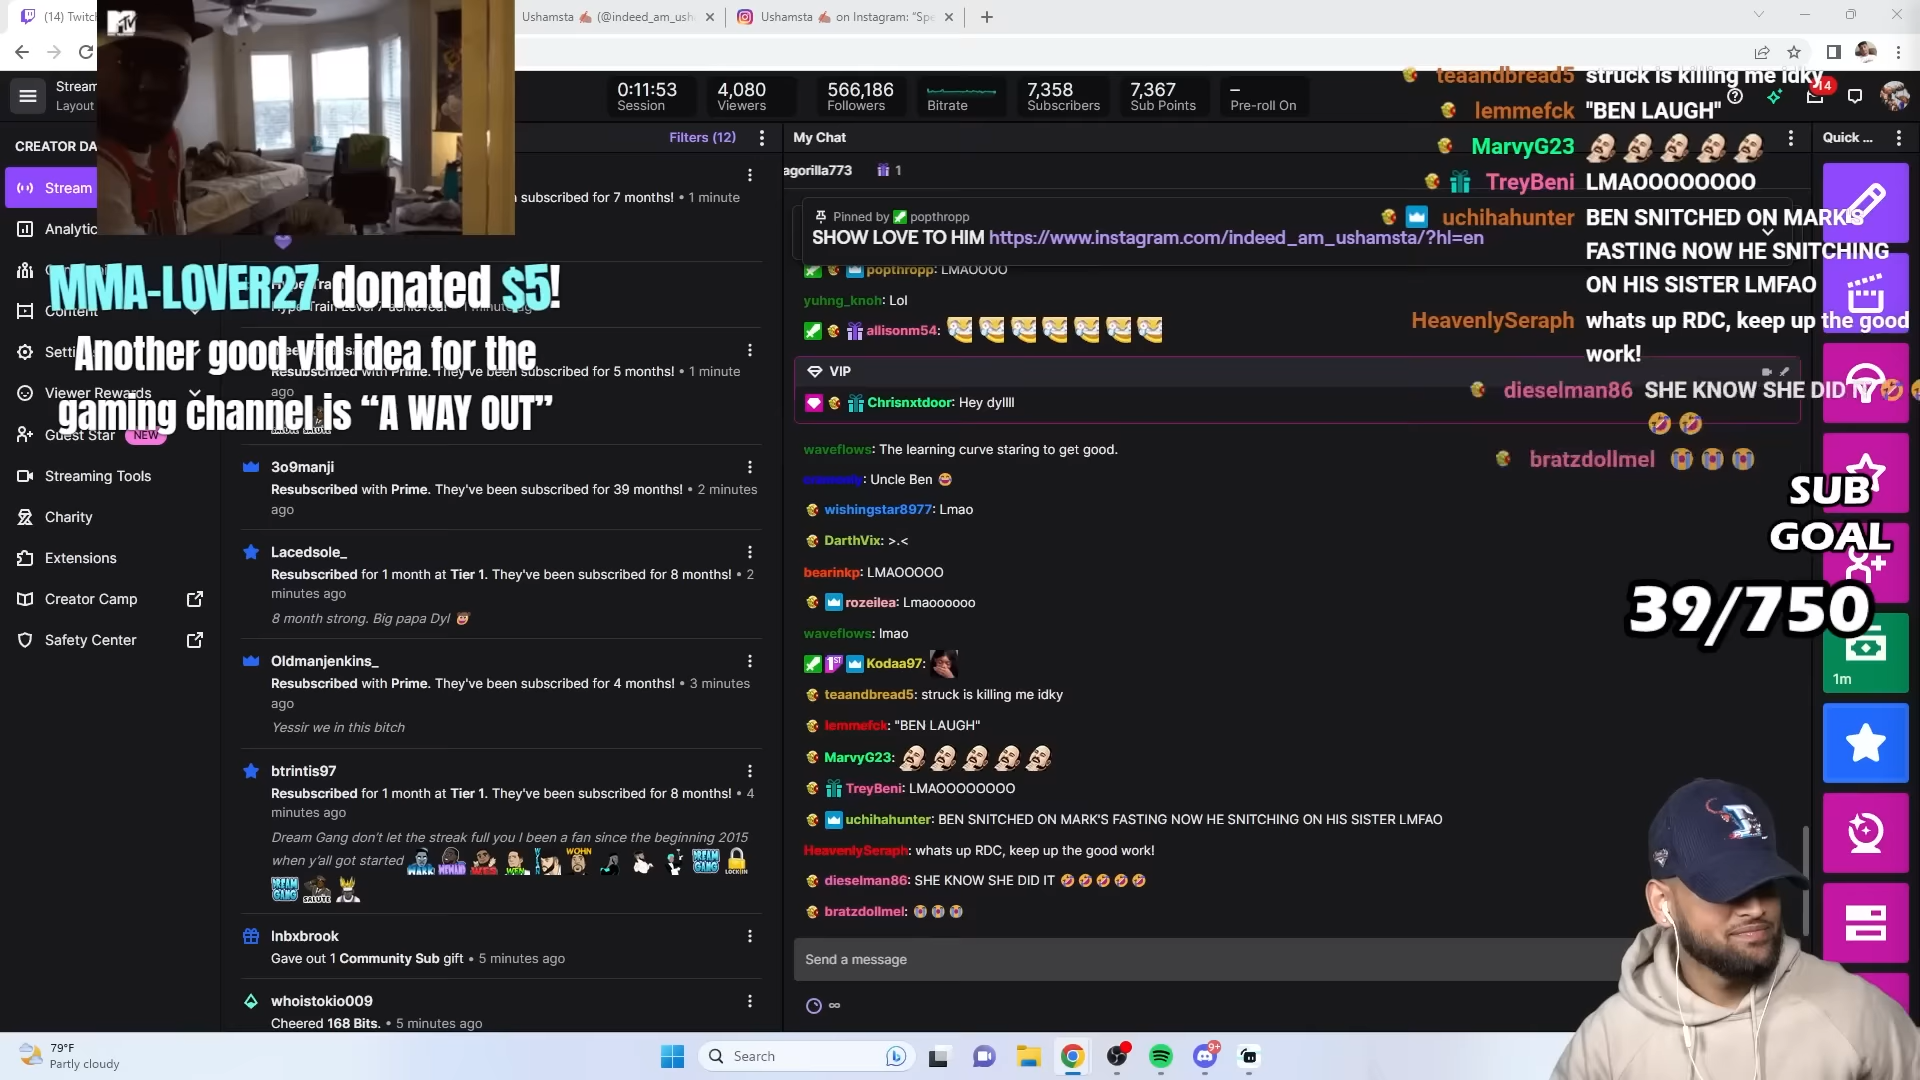 (14) Twitch
Ushamsta ✍🏽 (@indeed_am_ush
Ushamsta ✍🏽 on Instagram: "Spe
MTV
Stream
Layout
0:11:53
Session
4,080
Viewers
566,186
Followers
Bitrate
7,358
Subscribers
7,367
Sub Points
–
Pre-roll On
14
CREATOR DA
Stream
Analytic
Content
Setti
Viewer Rewards
Guest Star NEW
Streaming Tools
Charity
Extensions
Creator Camp
Safety Center
Filters (12)
subscribed for 7 months! • 1 minute
MMA-LOVER27 donated $5!
Another good vid idea for the
gaming channel is “A WAY OUT”
Resubscribed with Prime. They've been subscribed for 5 months! • 1 minute
ago
3o9manji
Resubscribed with Prime. They've been subscribed for 39 months! • 2 minutes
ago
Lacedsole_
Resubscribed for 1 month at Tier 1. They've been subscribed for 8 months! • 2
minutes ago
8 month strong. Big papa Dyl
Oldmanjenkins_
Resubscribed with Prime. They've been subscribed for 4 months! • 3 minutes
ago
Yessir we in this bitch
btrintis97
Resubscribed for 1 month at Tier 1. They've been subscribed for 8 months! • 4
minutes ago
Dream Gang don’t let the streak full you I been a fan since the beginning 2015
when y’all got started
lnbxbrook
Gave out 1 Community Sub gift • 5 minutes ago
whoistokio009
Cheered 168 Bits. • 5 minutes ago
My Chat
agorilla773 1
Pinned by popthropp
SHOW LOVE TO HIM https://www.instagram.com/indeed_am_ushamsta/?hl=en
popthropp: LMAOOOO
yuhng_knoh: Lol
allisonm54: 😂😂😂😂😂😂😂
VIP
Chrisnxtdoor: Hey dyllll
waveflows: The learning curve staring to get good.
Uncle Ben 😄
wishingstar8977: Lmao
DarthVix: >.<
bearinkp: LMAOOOOO
rozeilea: Lmaoooooo
waveflows: lmao
Kodaa97:
teaandbread5: struck is killing me idky
lemmefck: "BEN LAUGH"
MarvyG23:
TreyBeni: LMAOOOOOOOO
uchihahunter: BEN SNITCHED ON MARK'S FASTING NOW HE SNITCHING ON HIS SISTER LMFAO
HeavenlySeraph: whats up RDC, keep up the good work!
dieselman86: SHE KNOW SHE DID IT 🤣🤣🤣🤣🤣
bratzdollmel: 😭😭😭
Send a message
∞
Quick ...
teaandbread5 struck is killing me idky
lemmefck "BEN LAUGH"
MarvyG23
TreyBeni LMAOOOOOOOO
uchihahunter BEN SNITCHED ON MARK'S
FASTING NOW HE SNITCHING
ON HIS SISTER LMFAO
HeavenlySeraph whats up RDC, keep up the good
work!
dieselman86 SHE KNOW SHE DID IT 🤣🤣
🤣🤣
bratzdollmel 😭😭😭
SUB
GOAL
39/750
1m
79°F
Partly cloudy
Search
9+